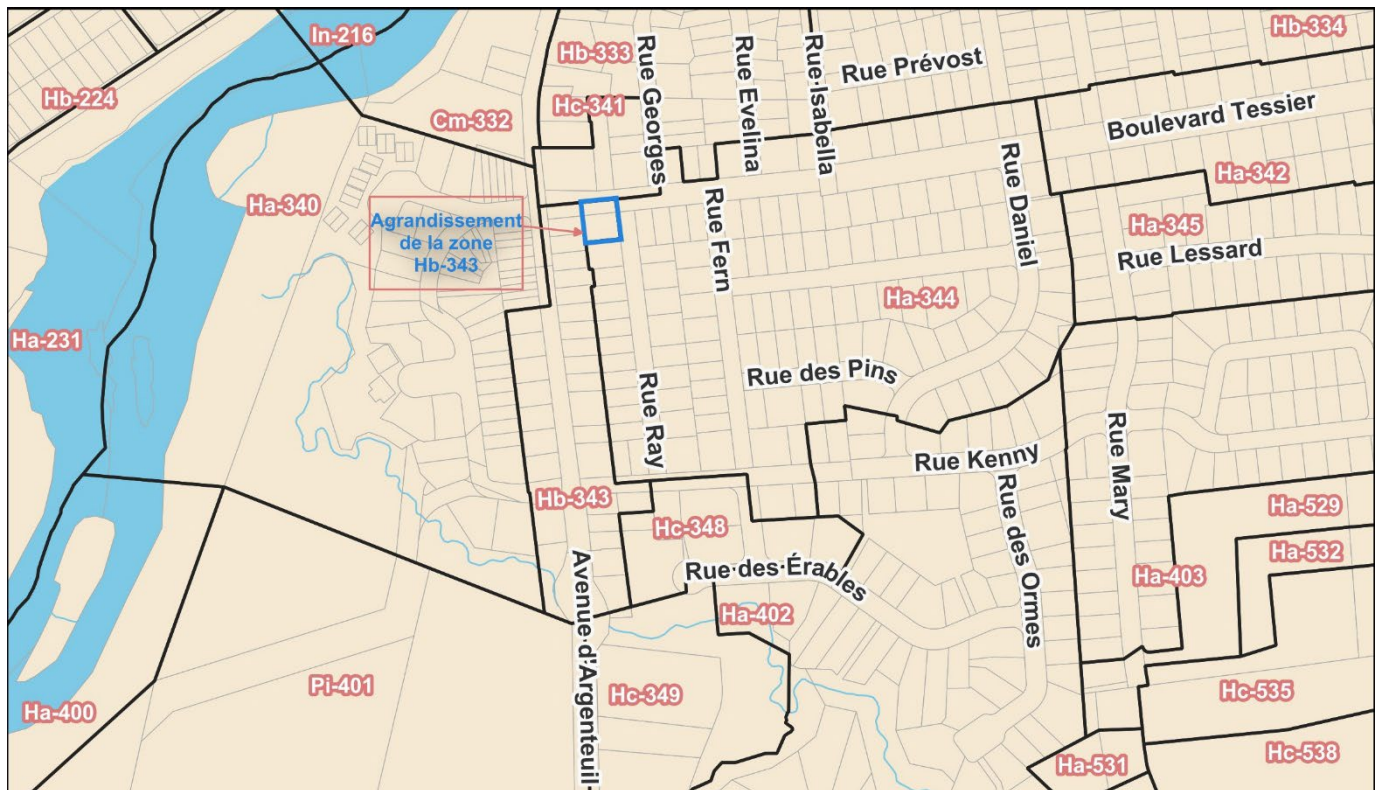 In-216
Hb-333
Rue Georges
Rue Evelina
Rue Isabella
Rue Prévost
Hb-334
Hb-224
Hc-341
Cm-332
Boulevard Tessier
Ha-340
Rue Fern
Rue Daniel
Ha-342
Agrandissement
de la zone
Hb-343
Ha-345
Rue Lessard
Ha-344
Ha-231
Rue des Pins
Rue Ray
Rue Kenny
Rue Mary
Hb-343
Hc-348
Rue des Ormes
Ha-529
Ha-532
Avenue d'Argenteuil
Rue des Érables
Ha-403
Ha-402
Pi-401
Hc-349
Hc-535
Ha-400
Ha-531
Hc-538